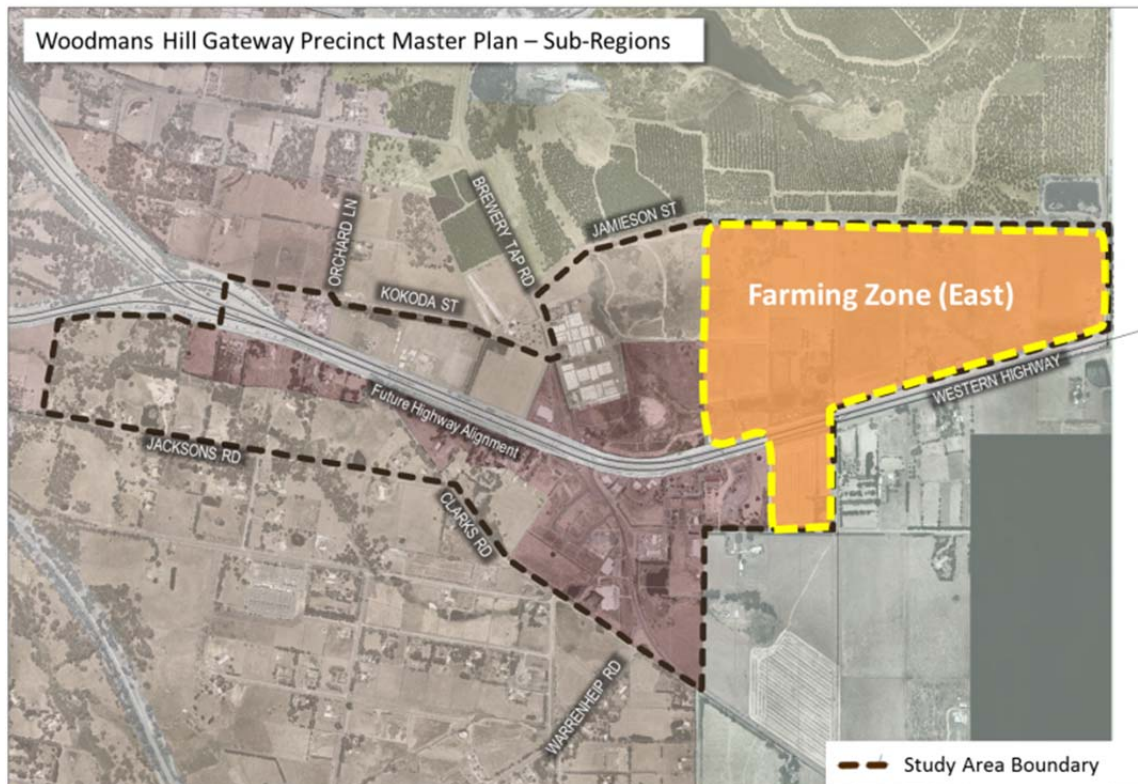 Woodmans Hill Gateway Precinct Master Plan – Sub-Regions
BREWERY TAP RD
JAMIESON ST
ORCHARD LN
KOKODA ST
Farming Zone (East)
WESTERN HIGHWAY
Future Highway Alignment
JACKSONS RD
CLARKS RD
WARRENHEIP RD
Study Area Boundary